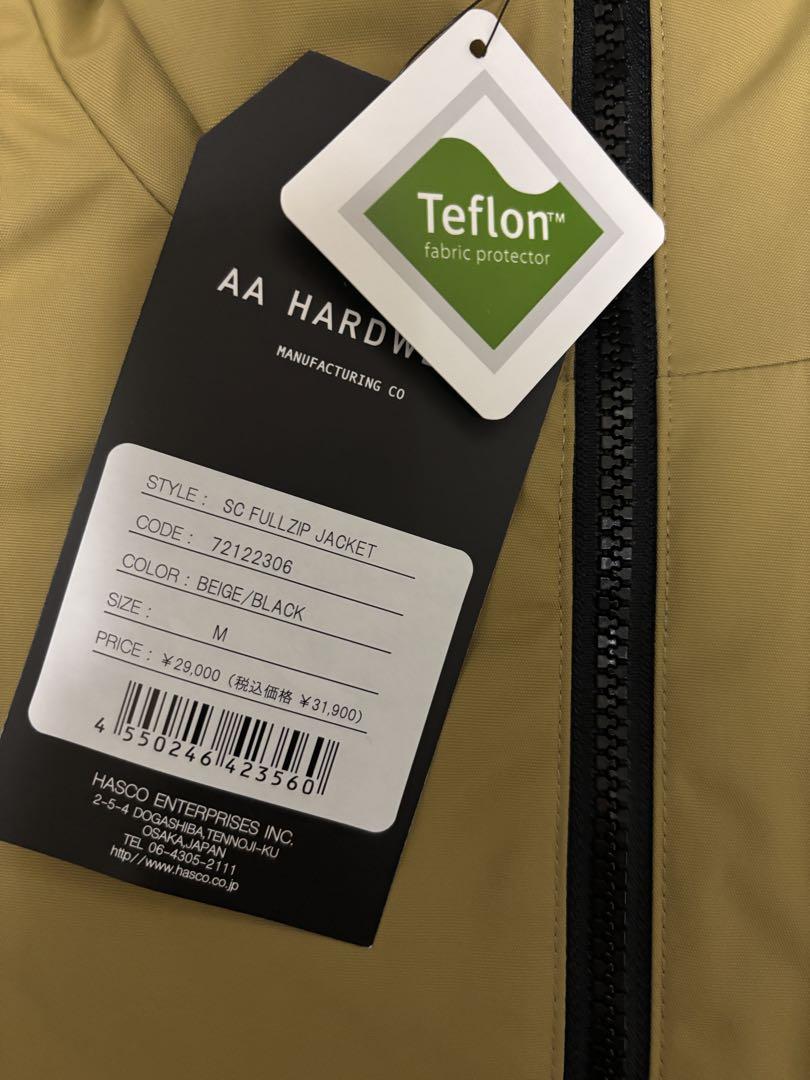 Teflon™
fabric protector
AA
MANUFACTURING CO
STYLE : SC FULLZIP JACKET
CODE : 72122306
COLOR : BEIGE/BLACK
SIZE : M
PRICE : ¥29,000 (税込価格 ¥31,900)
4 550246 423560
HASCO ENTERPRISES INC.
2-5-4 DOGASHIBA,TENNOJI-KU
OSAKA,JAPAN
TEL 06-4305-2111
http//www.hasco.co.jp